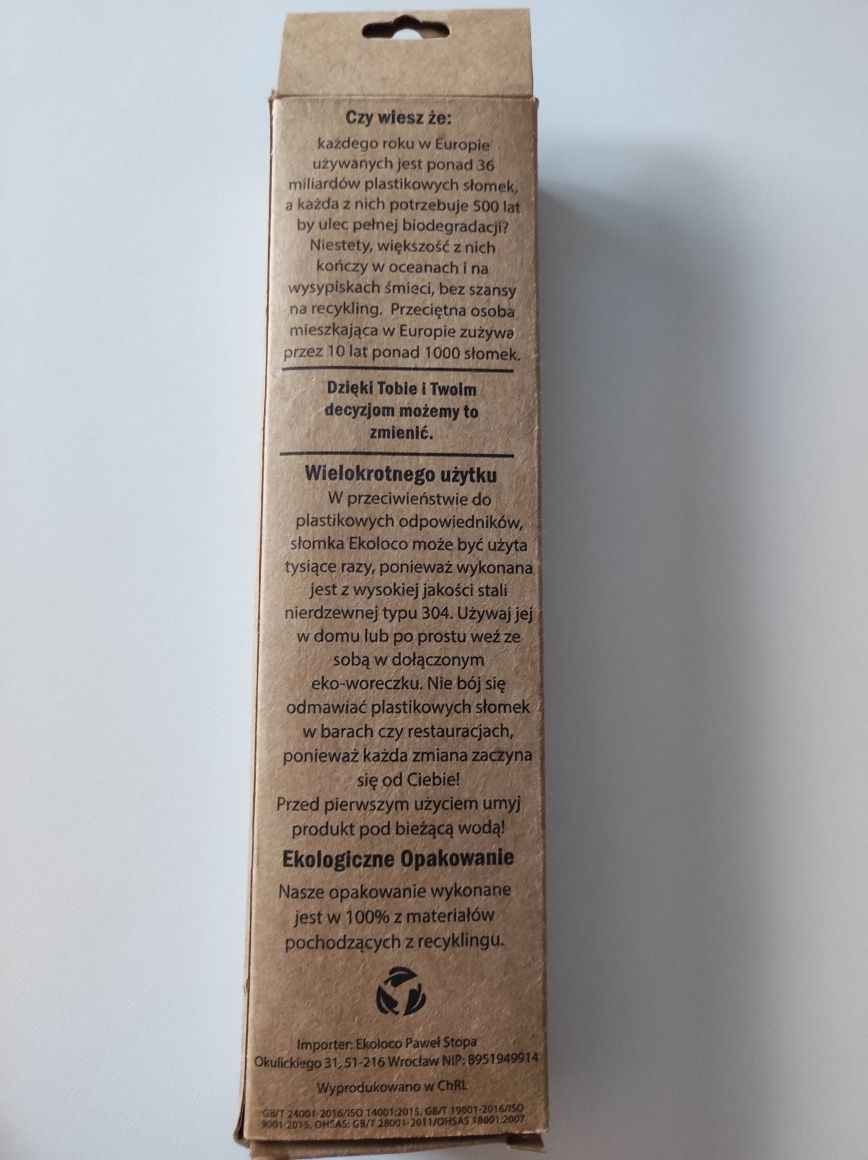 Czy wiesz że:
każdego roku w Europie
używanych jest ponad 36
miliardów plastikowych słomek,
a każda z nich potrzebuje 500 lat
by ulec pełnej biodegradacji?
Niestety, większość z nich
kończy w oceanach i na
wysypiskach śmieci, bez szansy
na recykling. Przeciętna osoba
mieszkająca w Europie zużywa
przez 10 lat ponad 1000 słomek.
Dzięki Tobie i Twoim
decyzjom możemy to
zmienić.
Wielokrotnego użytku
W przeciwieństwie do
plastikowych odpowiedników,
słomka Ekoloco może być użyta
tysiące razy, ponieważ wykonana
jest z wysokiej jakości stali
nierdzewnej typu 304. Używaj jej
w domu lub po prostu weź ze
sobą w dołączonym
eko-woreczku. Nie bój się
odmawiać plastikowych słomek
w barach czy restauracjach,
ponieważ każda zmiana zaczyna
się od Ciebie!
Przed pierwszym użyciem umyj
produkt pod bieżącą wodą!
Ekologiczne Opakowanie
Nasze opakowanie wykonane
jest w 100% z materiałów
pochodzących z recyklingu.
Importer: Ekoloco Paweł Stopa
Okulickiego 31, 51-216 Wrocław NIP: 8951949914
Wyprodukowano w ChRL
GB/T 24001-2016/ISO 14001:2015, GB/T 19001-2016/ISO
9001:2015, OHSAS: GB/T 28001-2011/OHSAS 18001:2007